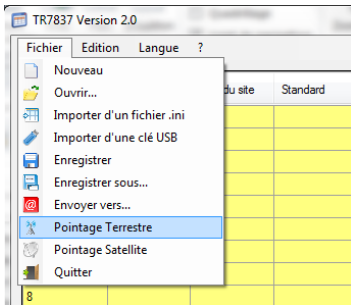 TR7837 Version 2.0
Fichier Edition Langue ?
Nouveau
Ouvrir...
Importer d'un fichier .ini
Importer d'une clé USB
Enregistrer
Enregistrer sous...
Envoyer vers...
Pointage Terrestre
Pointage Satellite
Quitter
du site Standard
8